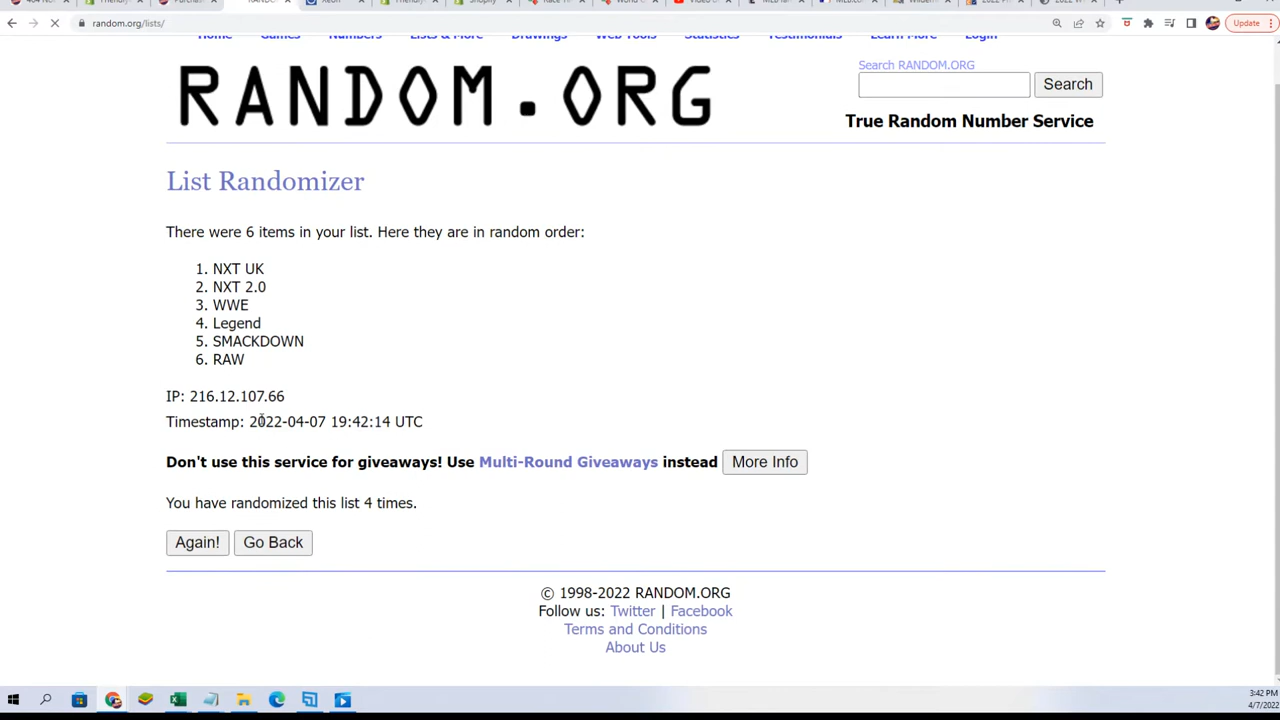 random.org/lists/
Update
Home Games Numbers Lists & More Drawings Web Tools Statistics Testimonials Learn More Login
RANDOM.ORG
Search RANDOM.ORG
Search
True Random Number Service
List Randomizer
There were 6 items in your list. Here they are in random order:
1. NXT UK
2. NXT 2.0
3. WWE
4. Legend
5. SMACKDOWN
6. RAW
IP: 216.12.107.66
Timestamp: 2022-04-07 19:42:14 UTC
Don't use this service for giveaways! Use Multi-Round Giveaways instead More Info
You have randomized this list 4 times.
Again! Go Back
© 1998-2022 RANDOM.ORG
Follow us: Twitter | Facebook
Terms and Conditions
About Us
3:42 PM
4/7/2022